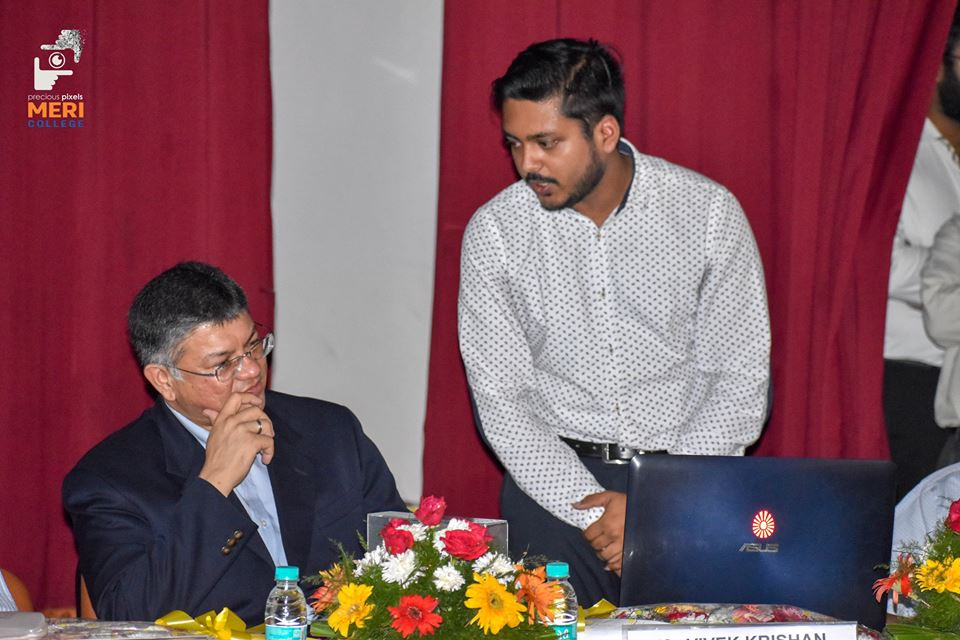 precious pixels
MERI
COLLEGE
ASUS
VIVEK KRISHAN